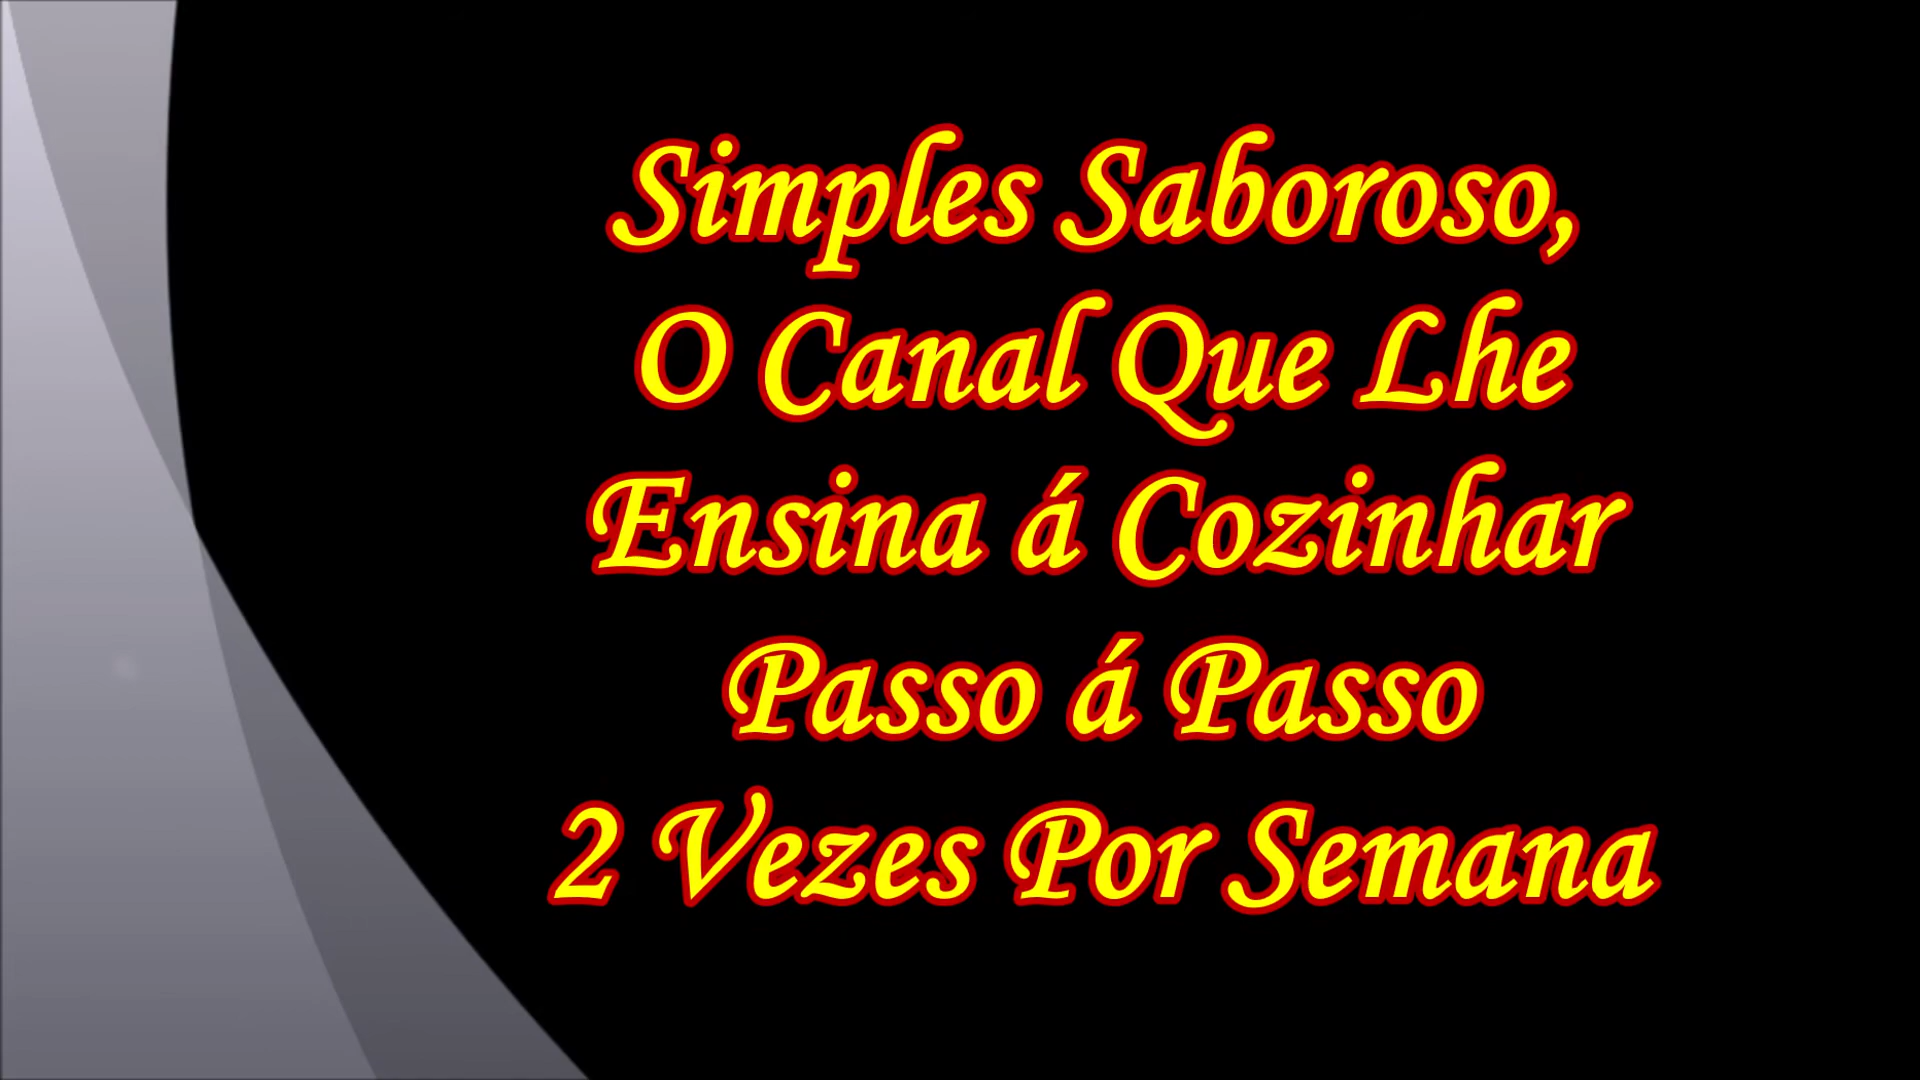 Simples Saboroso,
O Canal Que Lhe
Ensina á Cozinhar
Passo á Passo
2 Vezes Por Semana